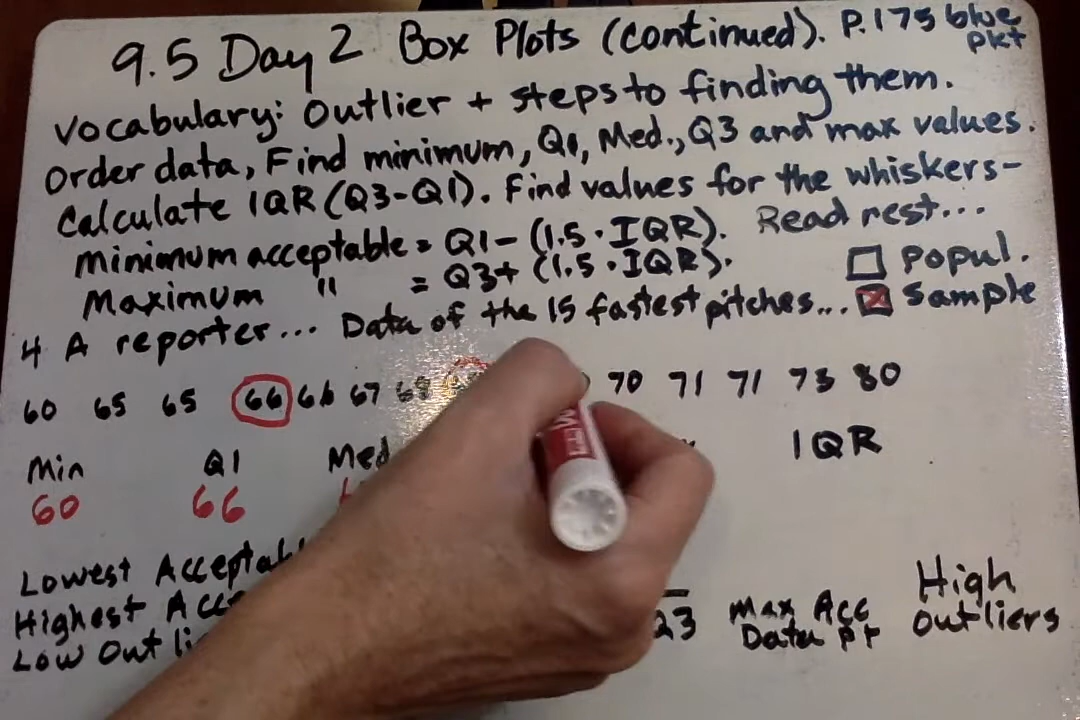 9.5 Day 2 Box Plots (continued). P.175 blue pkt
Vocabulary: Outlier + steps to finding them.
Order data, Find minimum, Q1, Med., Q3 and max values.
Calculate IQR (Q3-Q1). Find values for the whiskers-
minimum acceptable = Q1 - (1.5 · IQR). Read rest...
Maximum " = Q3 + (1.5 · IQR).
Popul.
Sample
4 A reporter... Data of the 15 fastest pitches...
60 65 65 66 66 67 68 70 71 71 73 80
Min Q1 Med IQR
60 66
Lowest
Highest
Low
Max Acc Data pt
High Outliers